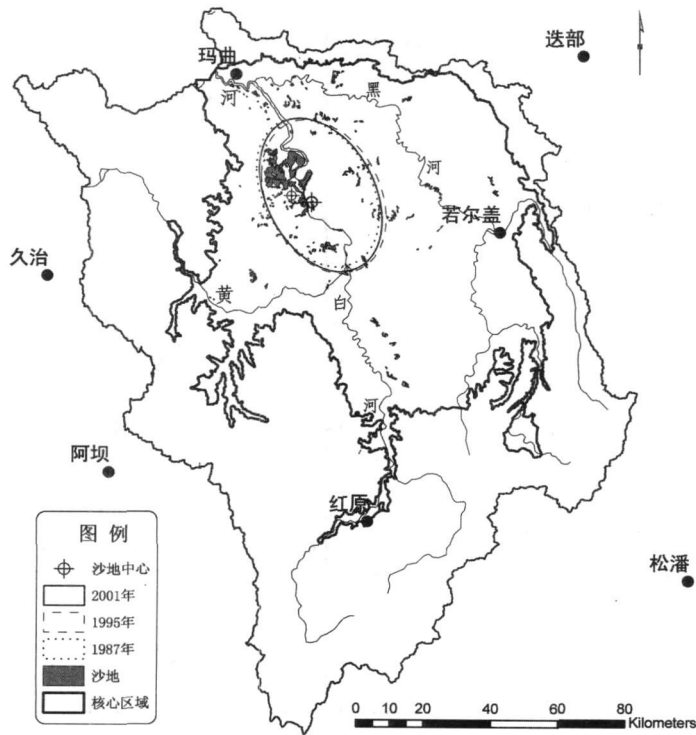 迭部
玛曲
河
黑
河
若尔盖
久治
黄
白
河
阿坝
红原
松潘
图 例
沙地中心
2001年
1995年
1987年
沙地
核心区域
0 10 20 40 60 80
Kilometers